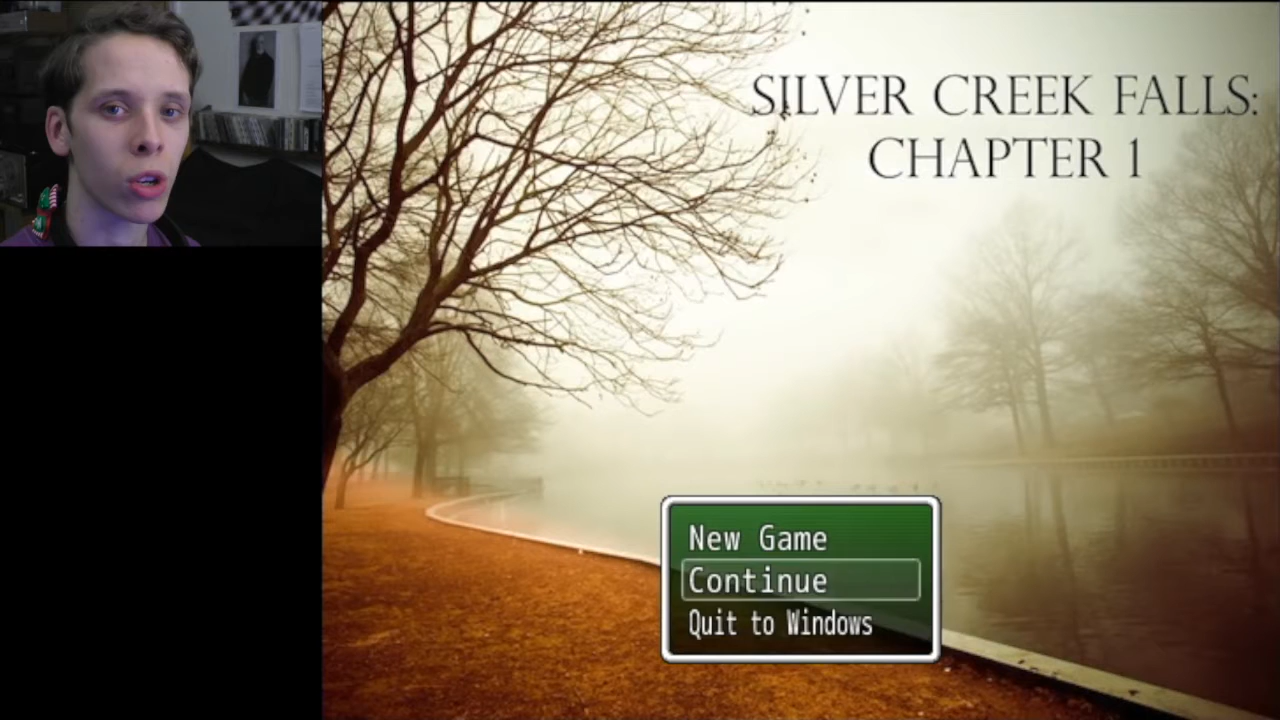 SILVER CREEK FALLS:
CHAPTER 1
New Game
Continue
Quit to Windows